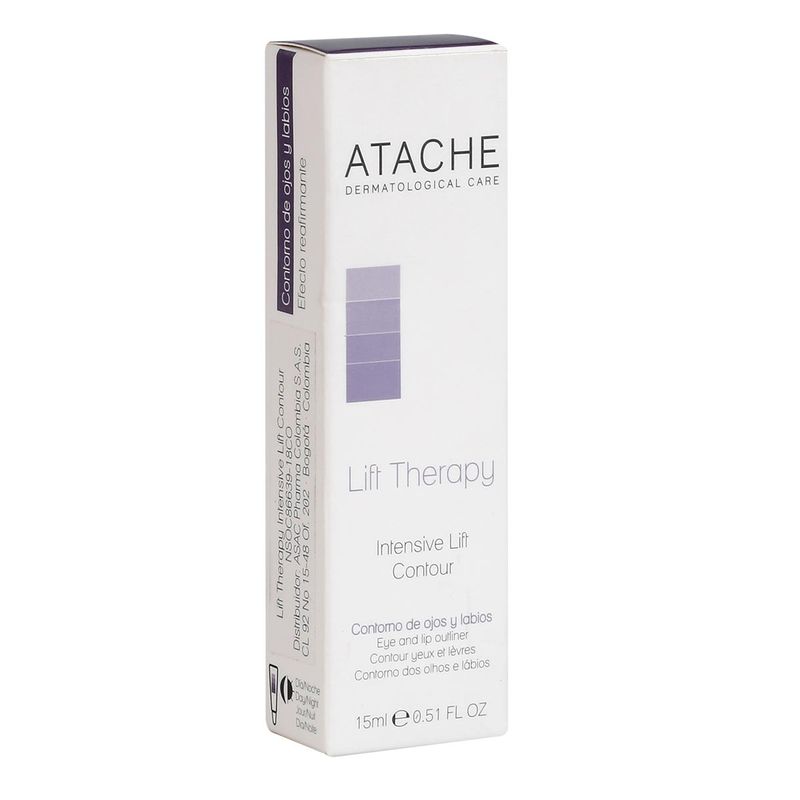 ATACHE
DERMATOLOGICAL CARE
Lift Therapy
Intensive Lift
Contour
Contorno de ojos y labios
Eye and lip outliner
Contour yeux et lèvres
Contorno dos olhos e lábios
15ml e 0.51 FL OZ
Contorno de ojos y labios
Efecto reafirmante
Lift Therapy Intensive Lift Contour
NSOC86639-18CO
Distribuidor: ASAC Pharma Colombia S.A.S.
CL 92 No 15-48 Of. 202 · Bogotá · Colombia
Día/Noche
Day/Night
Jour/Nuit
Dia/Noite